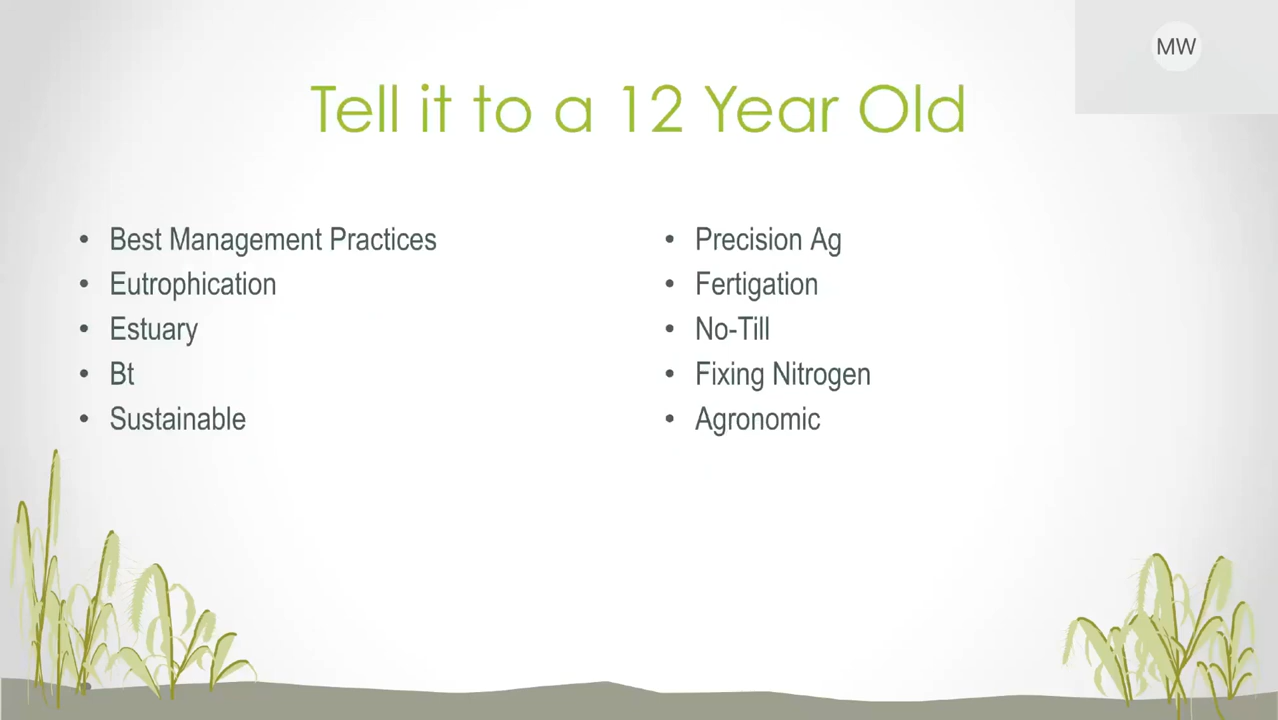 MW
Tell it to a 12 Year Old
• Best Management Practices
• Eutrophication
• Estuary
• Bt
• Sustainable
• Precision Ag
• Fertigation
• No-Till
• Fixing Nitrogen
• Agronomic